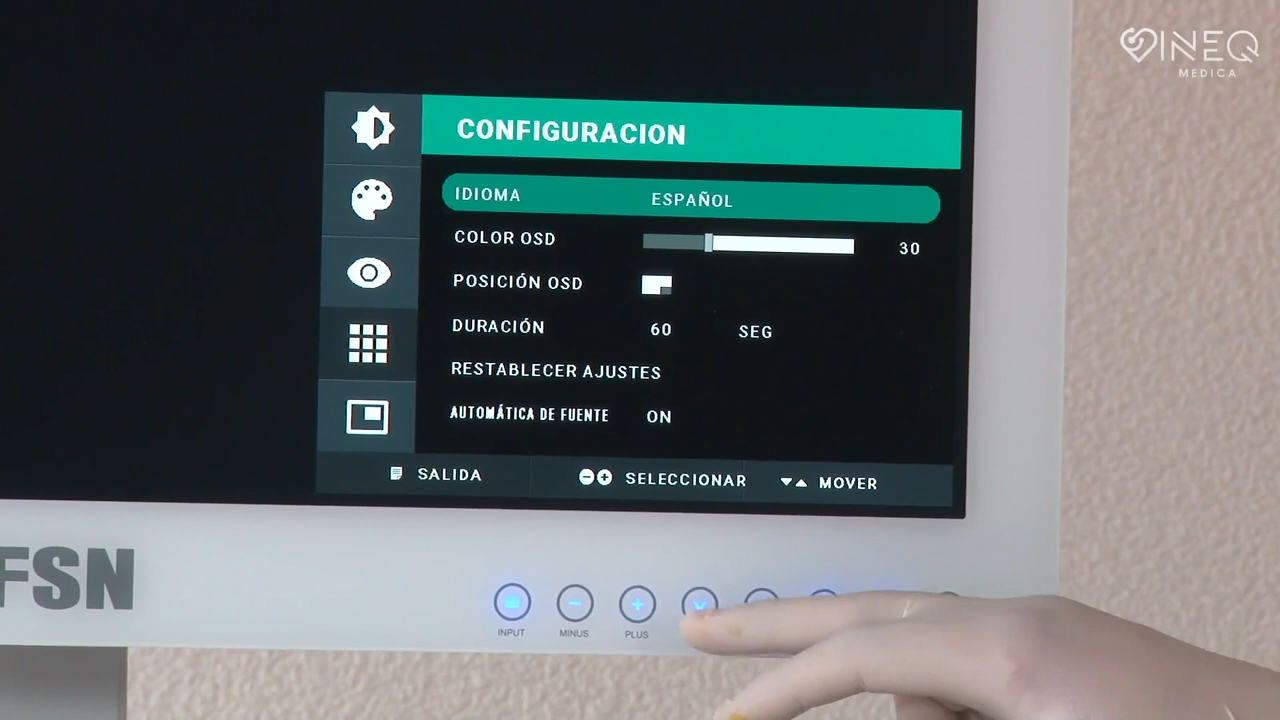 INEQ
MEDICA
CONFIGURACION
IDIOMA ESPAÑOL
COLOR OSD 30
POSICIÓN OSD
DURACIÓN 60 SEG
RESTABLECER AJUSTES
AUTOMÁTICA DE FUENTE ON
SALIDA SELECCIONAR MOVER
FSN
INPUT MINUS PLUS